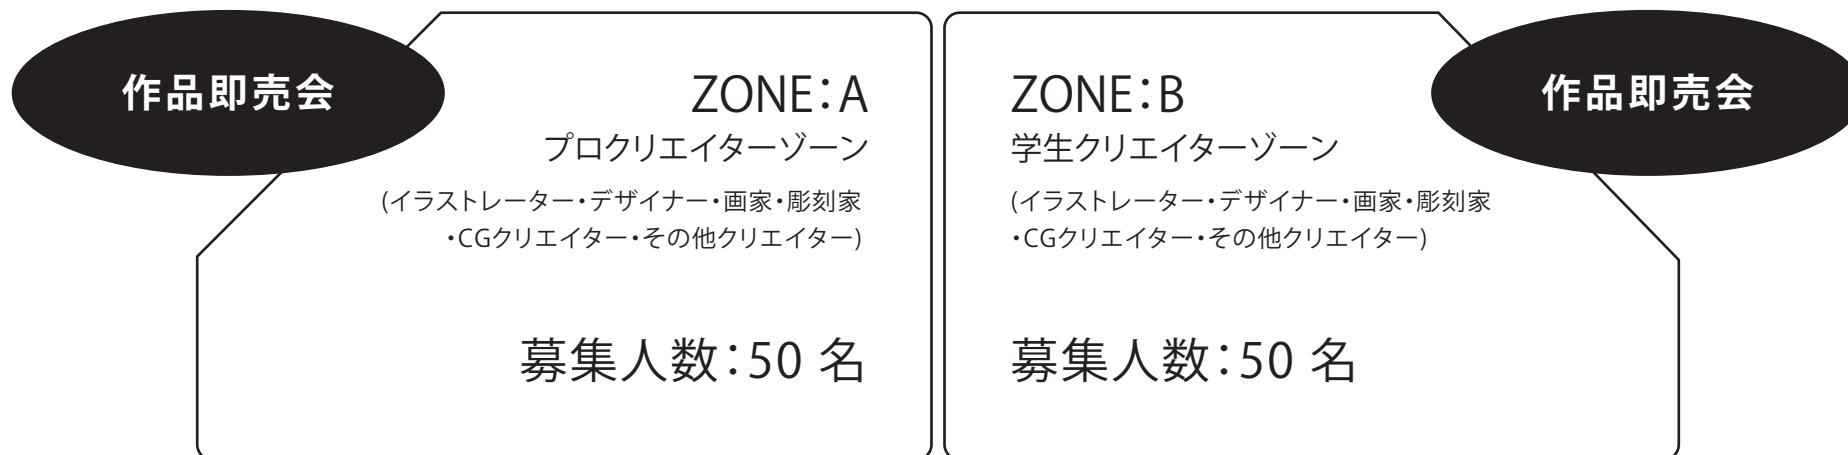 作品即売会
ZONE：A
プロクリエイターゾーン
(イラストレーター・デザイナー・画家・彫刻家
・CGクリエイター・その他クリエイター)
募集人数：50 名
ZONE：B
学生クリエイターゾーン
(イラストレーター・デザイナー・画家・彫刻家
・CGクリエイター・その他クリエイター)
募集人数：50 名
作品即売会